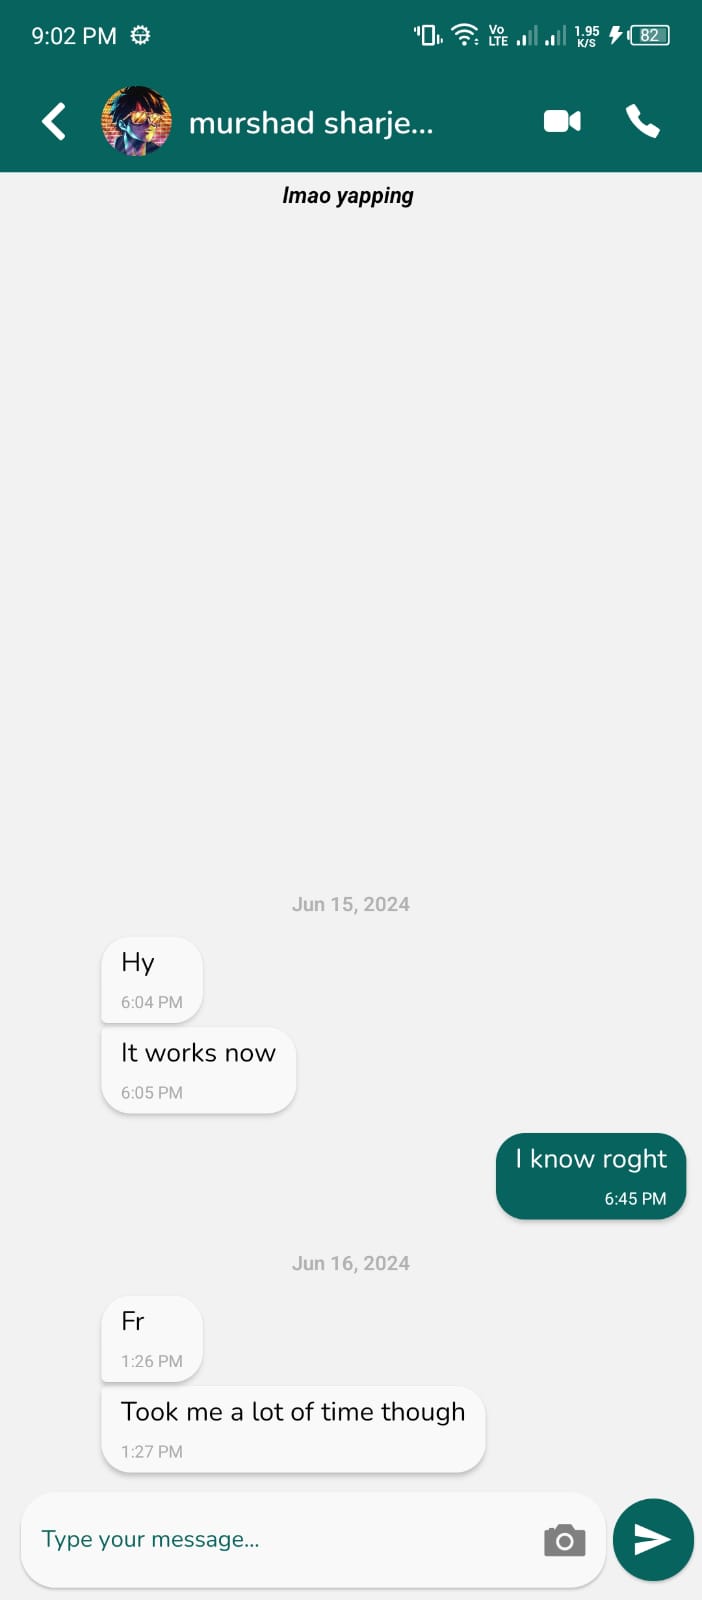 9:02 PM
Vo LTE
1.95 K/S
82
murshad sharje...
lmao yapping
Jun 15, 2024
Hy
6:04 PM
It works now
6:05 PM
I know roght
6:45 PM
Jun 16, 2024
Fr
1:26 PM
Took me a lot of time though
1:27 PM
Type your message...